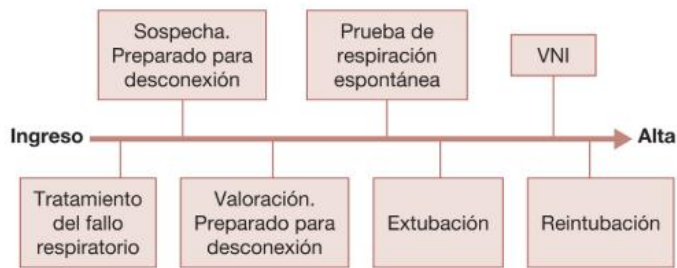 Sospecha.
Preparado para
desconexión
Prueba de
respiración
espontánea
VNI
Ingreso
Alta
Tratamiento
del fallo
respiratorio
Valoración.
Preparado para
desconexión
Extubación
Reintubación